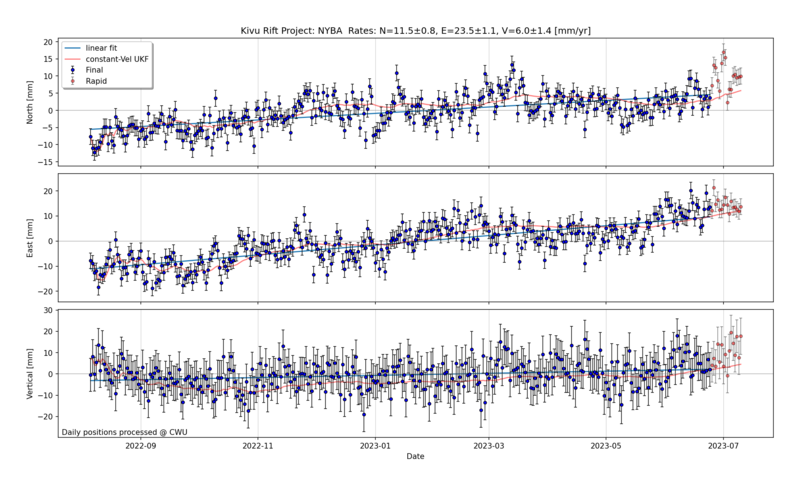 Kivu Rift Project: NYBA  Rates: N=11.5±0.8, E=23.5±1.1, V=6.0±1.4 [mm/yr]
linear fit
constant-Vel UKF
Final
Rapid
North [mm]
20
15
10
5
0
−5
−10
−15
East [mm]
20
10
0
−10
−20
Vertical [mm]
30
20
10
0
−10
−20
Daily positions processed @ CWU
2022-09
2022-11
2023-01
2023-03
2023-05
2023-07
Date